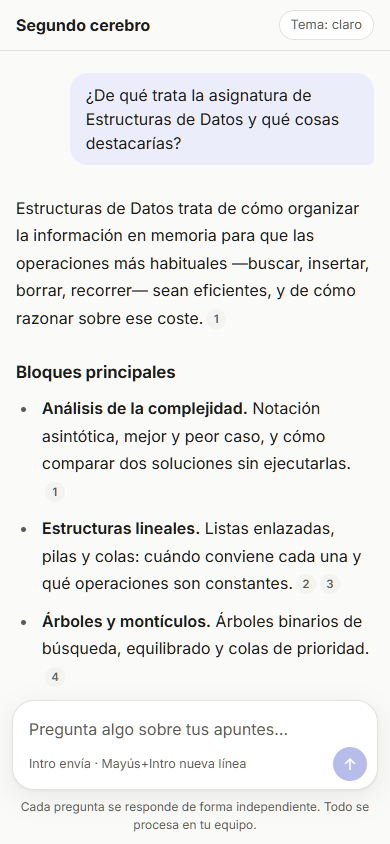 Segundo cerebro
Tema: claro
¿De qué trata la asignatura de
Estructuras de Datos y qué cosas
destacarías?
Estructuras de Datos trata de cómo organizar
la información en memoria para que las
operaciones más habituales —buscar, insertar,
borrar, recorrer— sean eficientes, y de cómo
razonar sobre ese coste. 1
Bloques principales
• Análisis de la complejidad. Notación
asintótica, mejor y peor caso, y cómo
comparar dos soluciones sin ejecutarlas.
1
• Estructuras lineales. Listas enlazadas,
pilas y colas: cuándo conviene cada una y
qué operaciones son constantes. 2 3
• Árboles y montículos. Árboles binarios de
búsqueda, equilibrado y colas de prioridad.
4
Pregunta algo sobre tus apuntes...
Intro envía · Mayús+Intro nueva línea
Cada pregunta se responde de forma independiente. Todo se
procesa en tu equipo.